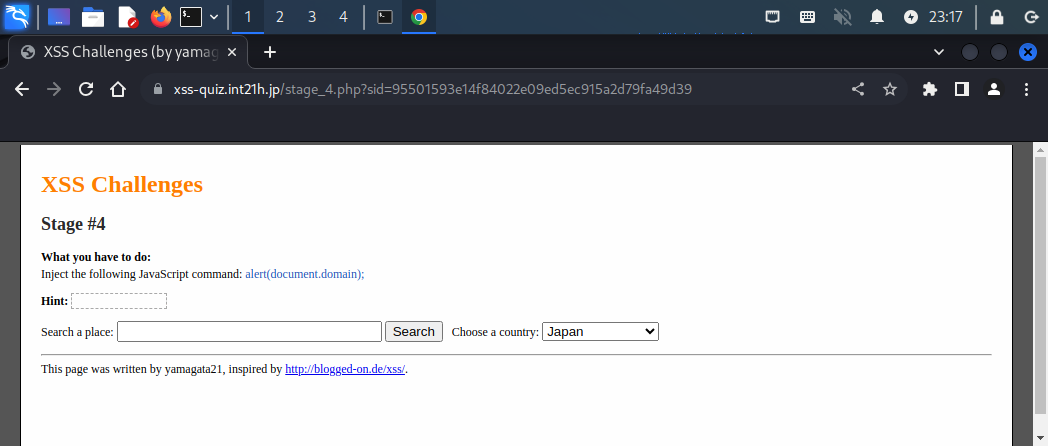 1 2 3 4 23:17
XSS Challenges (by yamag
xss-quiz.int21h.jp/stage_4.php?sid=95501593e14f84022e09ed5ec915a2d79fa49d39
XSS Challenges
Stage #4
What you have to do:
Inject the following JavaScript command: alert(document.domain);
Hint:
Search a place: Search Choose a country: Japan
This page was written by yamagata21, inspired by http://blogged-on.de/xss/.